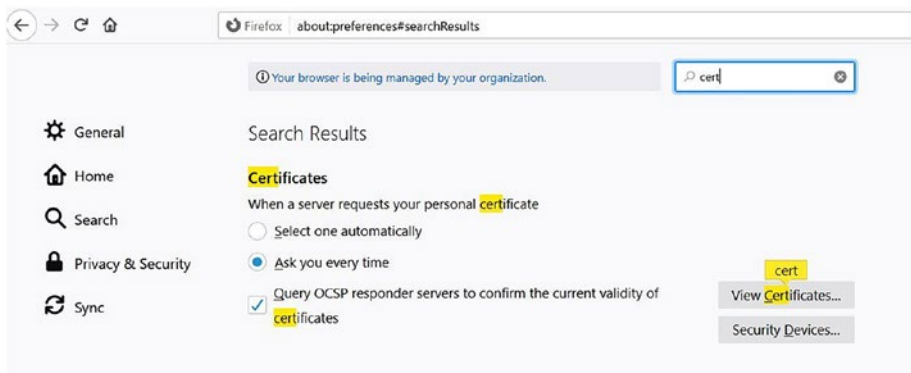 Firefox about:preferences#searchResults
Your browser is being managed by your organization.
cert
General
Home
Search
Privacy & Security
Sync
Search Results
Certificates
When a server requests your personal certificate
Select one automatically
Ask you every time
Query OCSP responder servers to confirm the current validity of
certificates
cert
View Certificates...
Security Devices...